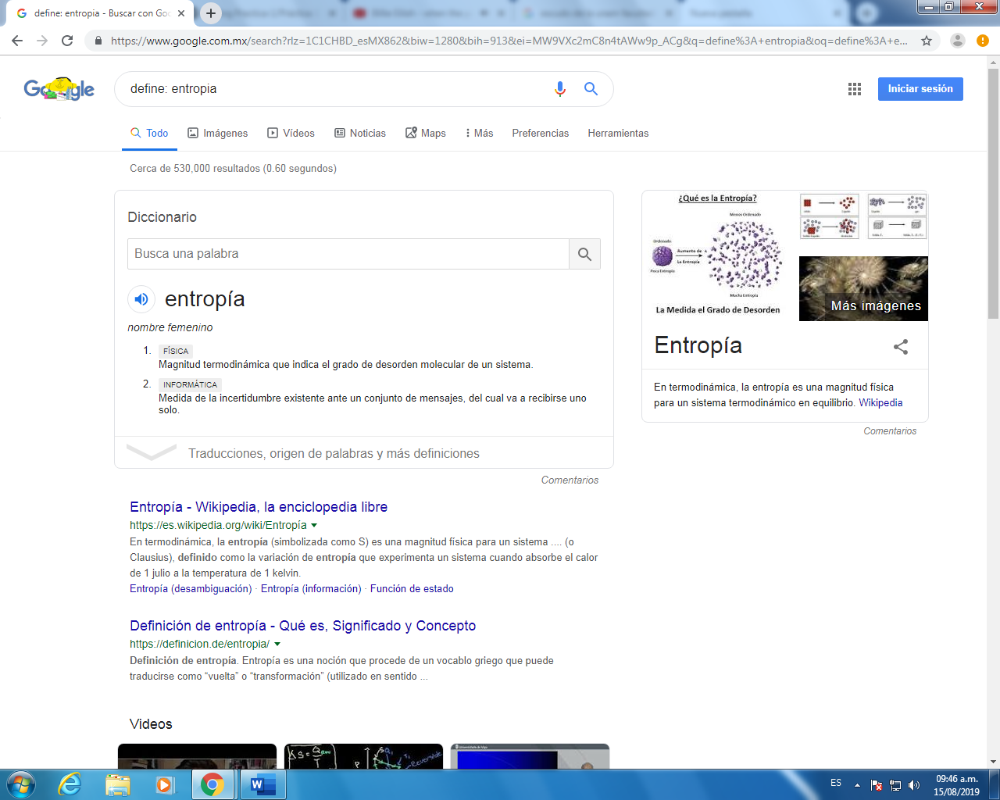 define: entropia - Buscar con Goo
https://www.google.com.mx/search?rlz=1C1CHBD_esMX862&biw=1280&bih=913&ei=MW9VXc2mC8n4tAWw9p_ACg&q=define%3A+entropia&oq=define%3A+e...
Google
define: entropia
Iniciar sesión
Todo
Imágenes
Vídeos
Noticias
Maps
Más
Preferencias
Herramientas
Cerca de 530,000 resultados (0.60 segundos)
Diccionario
Busca una palabra
entropía
nombre femenino
1. FÍSICA
Magnitud termodinámica que indica el grado de desorden molecular de un sistema.
2. INFORMÁTICA
Medida de la incertidumbre existente ante un conjunto de mensajes, del cual va a recibirse uno
solo.
Traducciones, origen de palabras y más definiciones
Comentarios
¿Qué es la Entropía?
Menos Ordenado
Ordenado
Aumento de
La Entropía
Poca Entropía
Mucha Entropía
La Medida el Grado de Desorden
Más imágenes
Entropía
En termodinámica, la entropía es una magnitud física
para un sistema termodinámico en equilibrio. Wikipedia
Comentarios
Entropía - Wikipedia, la enciclopedia libre
https://es.wikipedia.org/wiki/Entropía
En termodinámica, la entropía (simbolizada como S) es una magnitud física para un sistema .... (o
Clausius), definido como la variación de entropía que experimenta un sistema cuando absorbe el calor
de 1 julio a la temperatura de 1 kelvin.
Entropía (desambiguación) · Entropía (información) · Función de estado
Definición de entropía - Qué es, Significado y Concepto
https://definicion.de/entropia/
Definición de entropía. Entropía es una noción que procede de un vocablo griego que puede
traducirse como “vuelta” o “transformación” (utilizado en sentido ...
Videos
Universidade de Vigo
ES
09:46 a.m.
15/08/2019